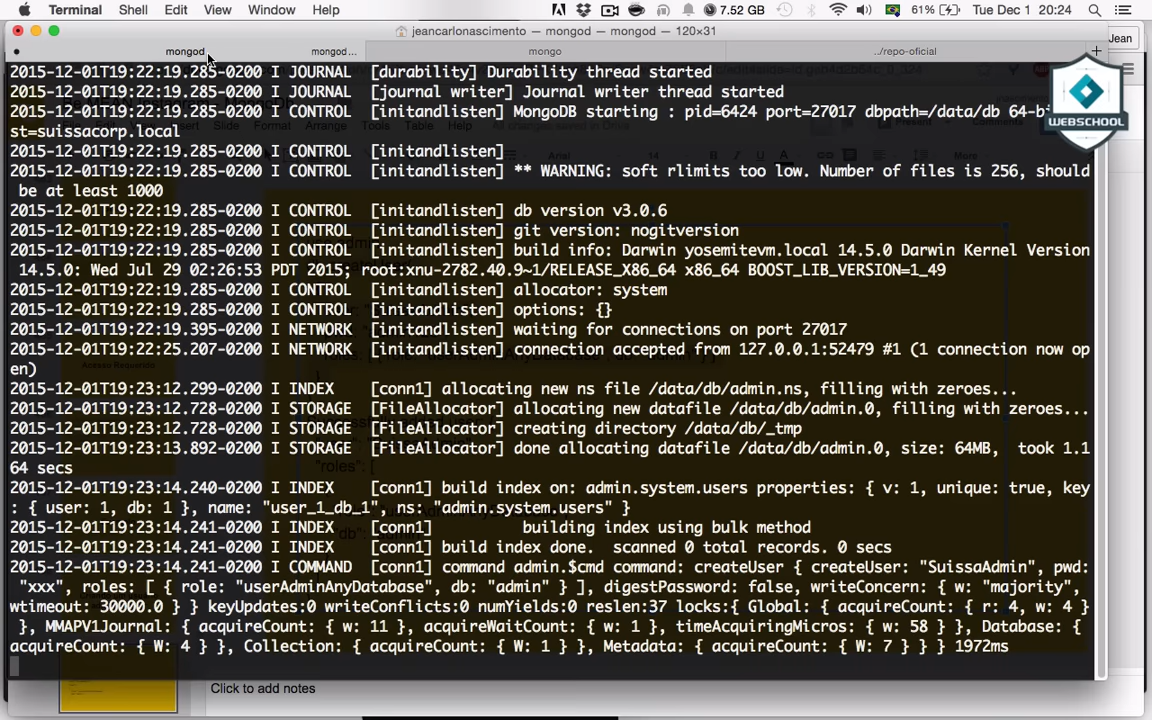 Terminal Shell Edit View Window Help 7.52 GB 61% Tue Dec 1 20:24
jeancarlonascimento — mongod — mongod — 120×31
Jean
mongod mongod... mongo ../repo-oficial
2015-12-01T19:22:19.285-0200 I JOURNAL [durability] Durability thread started
2015-12-01T19:22:19.285-0200 I JOURNAL [journal writer] Journal writer thread started
2015-12-01T19:22:19.285-0200 I CONTROL [initandlisten] MongoDB starting : pid=6424 port=27017 dbpath=/data/db 64-bi
st=suissacorp.local
WEBSCHOOL
2015-12-01T19:22:19.285-0200 I CONTROL [initandlisten]
2015-12-01T19:22:19.285-0200 I CONTROL [initandlisten] ** WARNING: soft rlimits too low. Number of files is 256, should
be at least 1000
2015-12-01T19:22:19.285-0200 I CONTROL [initandlisten] db version v3.0.6
2015-12-01T19:22:19.285-0200 I CONTROL [initandlisten] git version: nogitversion
2015-12-01T19:22:19.285-0200 I CONTROL [initandlisten] build info: Darwin yosemitevm.local 14.5.0 Darwin Kernel Version
14.5.0: Wed Jul 29 02:26:53 PDT 2015; root:xnu-2782.40.9~1/RELEASE_X86_64 x86_64 BOOST_LIB_VERSION=1_49
2015-12-01T19:22:19.285-0200 I CONTROL [initandlisten] allocator: system
2015-12-01T19:22:19.285-0200 I CONTROL [initandlisten] options: {}
2015-12-01T19:22:19.395-0200 I NETWORK [initandlisten] waiting for connections on port 27017
2015-12-01T19:22:25.207-0200 I NETWORK [initandlisten] connection accepted from 127.0.0.1:52479 #1 (1 connection now op
en)
2015-12-01T19:23:12.299-0200 I INDEX [conn1] allocating new ns file /data/db/admin.ns, filling with zeroes...
2015-12-01T19:23:12.728-0200 I STORAGE [FileAllocator] allocating new datafile /data/db/admin.0, filling with zeroes...
2015-12-01T19:23:12.728-0200 I STORAGE [FileAllocator] creating directory /data/db/_tmp
2015-12-01T19:23:13.892-0200 I STORAGE [FileAllocator] done allocating datafile /data/db/admin.0, size: 64MB, took 1.1
64 secs
"roles": [
2015-12-01T19:23:14.240-0200 I INDEX [conn1] build index on: admin.system.users properties: { v: 1, unique: true, key
: { user: 1, db: 1 }, name: "user_1_db_1", ns: "admin.system.users" }
2015-12-01T19:23:14.241-0200 I INDEX [conn1] building index using bulk method
2015-12-01T19:23:14.241-0200 I INDEX [conn1] build index done. scanned 0 total records. 0 secs
2015-12-01T19:23:14.241-0200 I COMMAND [conn1] command admin.$cmd command: createUser { createUser: "SuissaAdmin", pwd:
"xxx", roles: [ { role: "userAdminAnyDatabase", db: "admin" } ], digestPassword: false, writeConcern: { w: "majority",
wtimeout: 30000.0 } } keyUpdates:0 writeConflicts:0 numYields:0 reslen:37 locks:{ Global: { acquireCount: { r: 4, w: 4 }
}, MMAPV1Journal: { acquireCount: { w: 11 }, acquireWaitCount: { w: 1 }, timeAcquiringMicros: { w: 58 } }, Database: {
acquireCount: { W: 4 } }, Collection: { acquireCount: { W: 1 } }, Metadata: { acquireCount: { W: 7 } } } 1972ms
Click to add notes